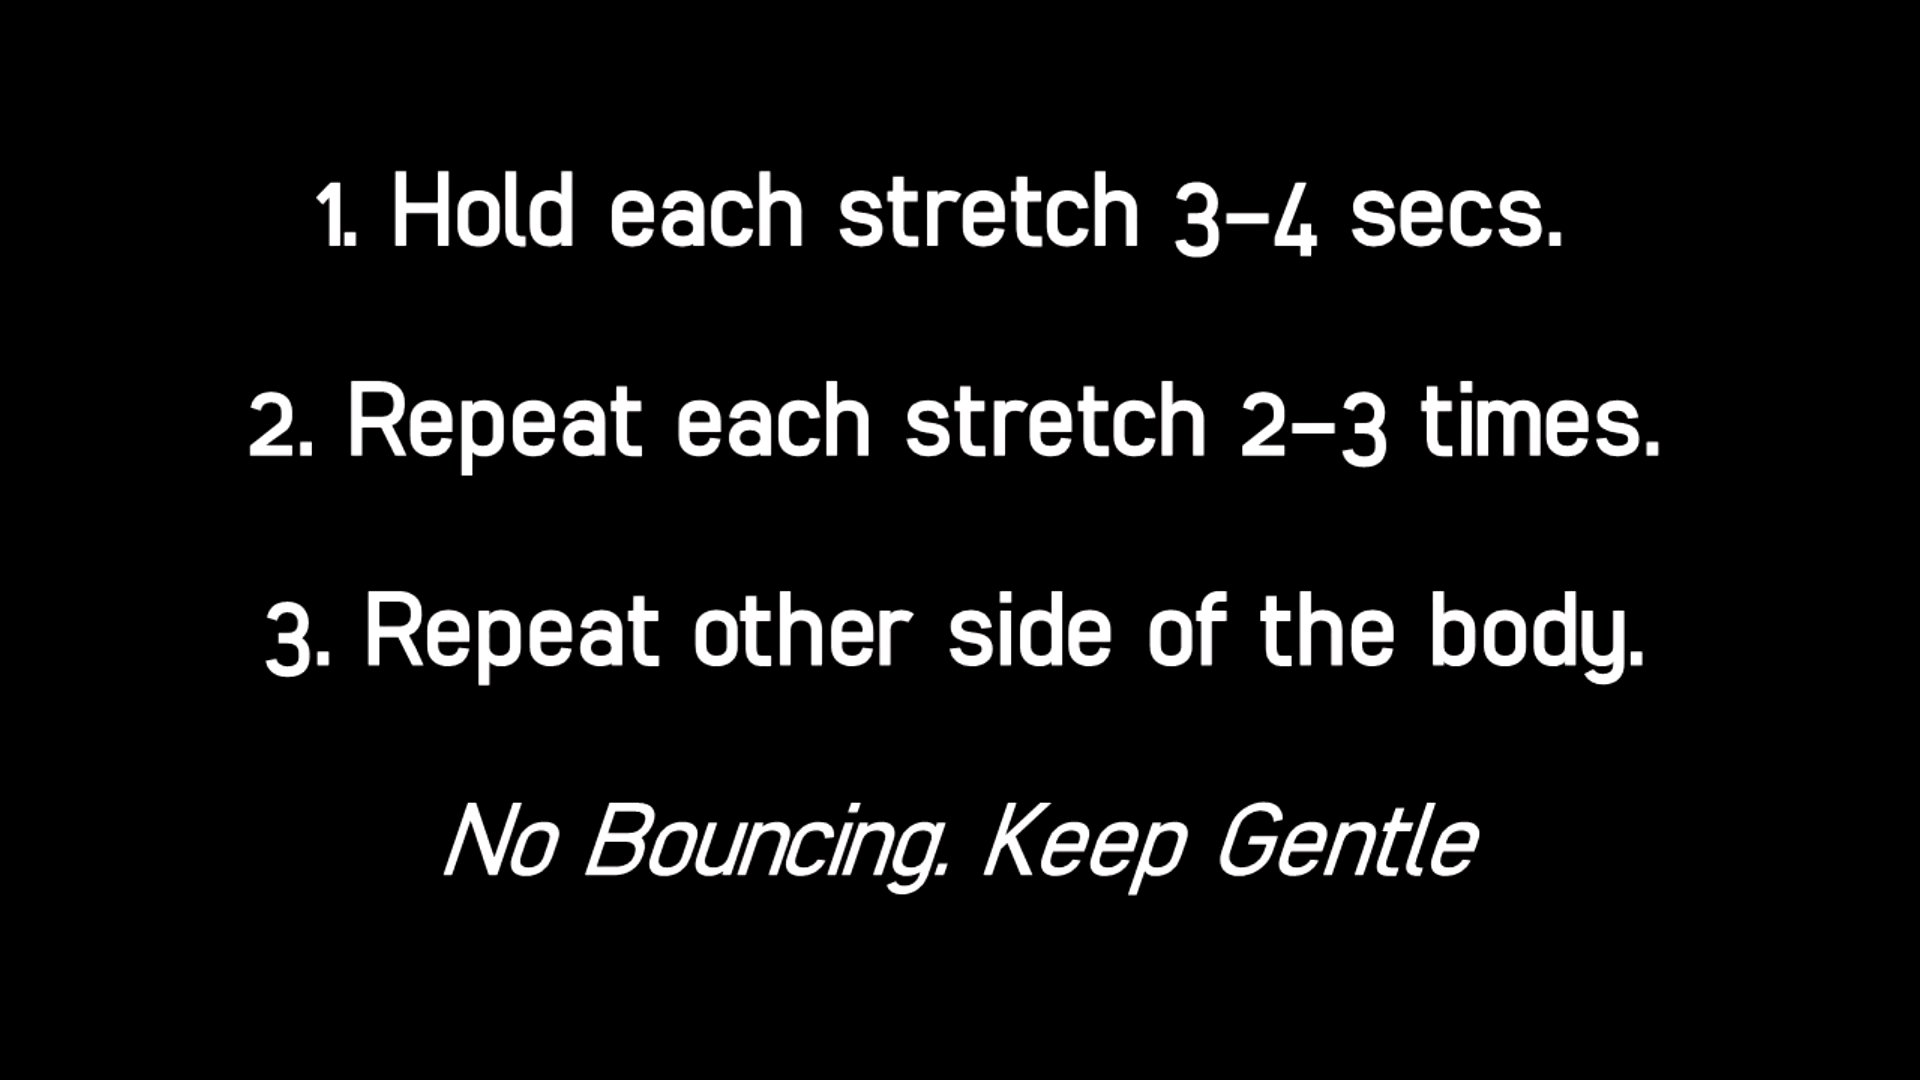 1. Hold each stretch 3-4 secs.
2. Repeat each stretch 2-3 times.
3. Repeat other side of the body.
No Bouncing. Keep Gentle